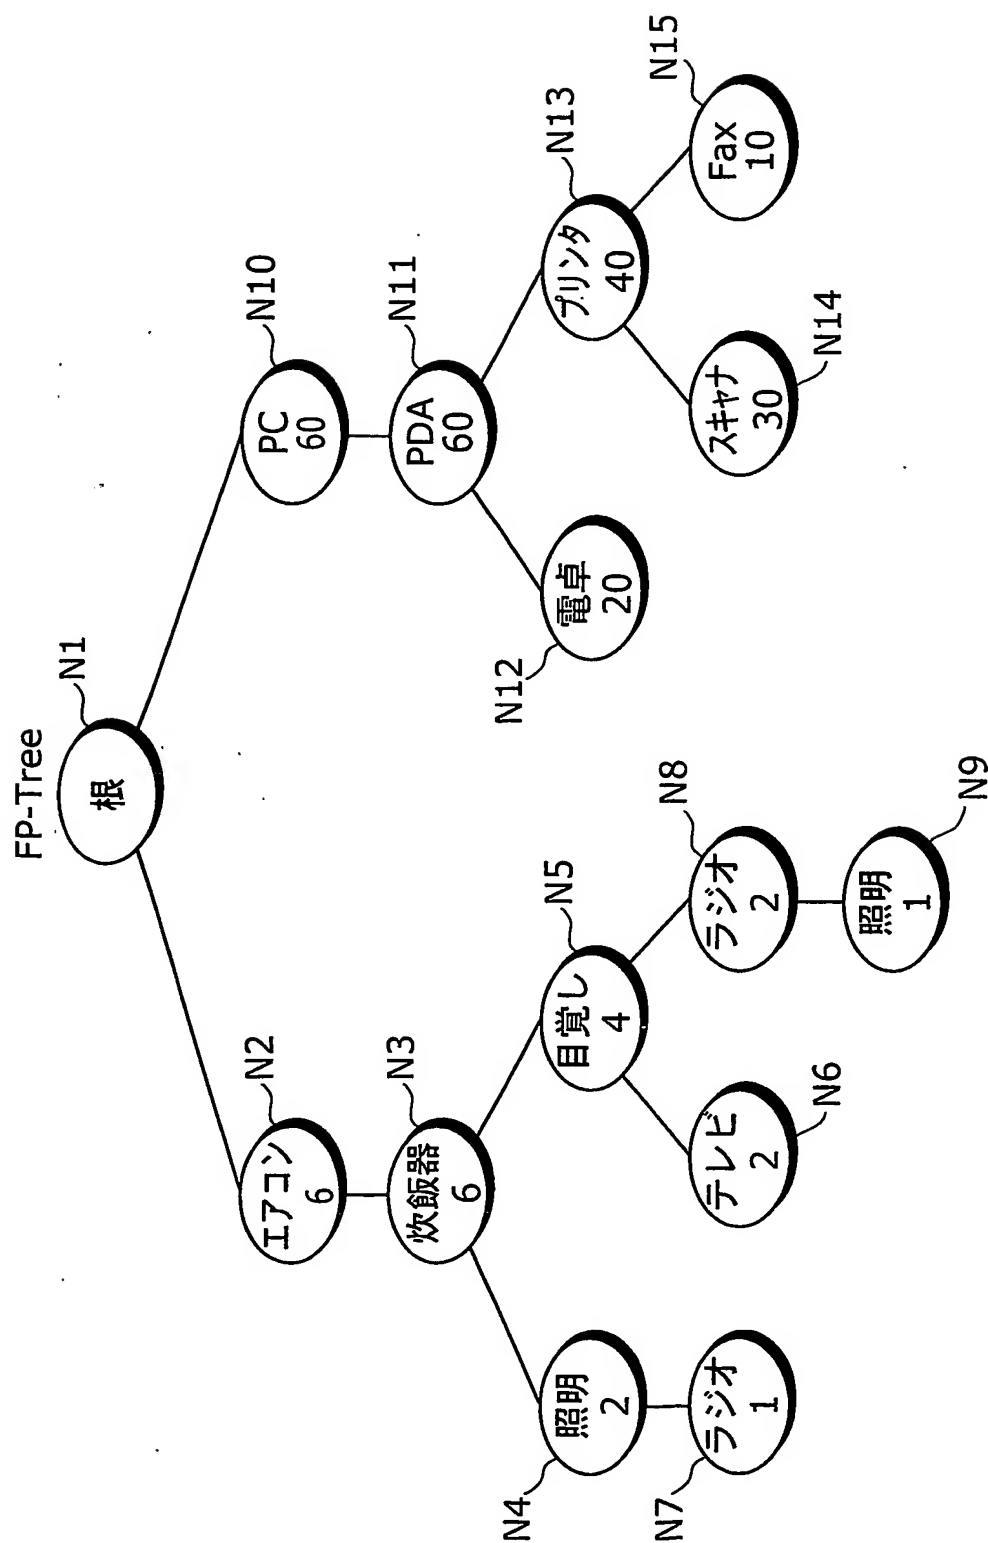 FP-Tree
N1
根
N2
エアコン
6
N10
PC
60
N3
炊飯器
6
N11
PDA
60
N4
照明
2
N5
目覚し
4
N12
電卓
20
N13
プリンタ
40
N7
ラジオ
1
N6
テレビ
2
N8
ラジオ
2
N14
スキャナ
30
N15
Fax
10
N9
照明
1